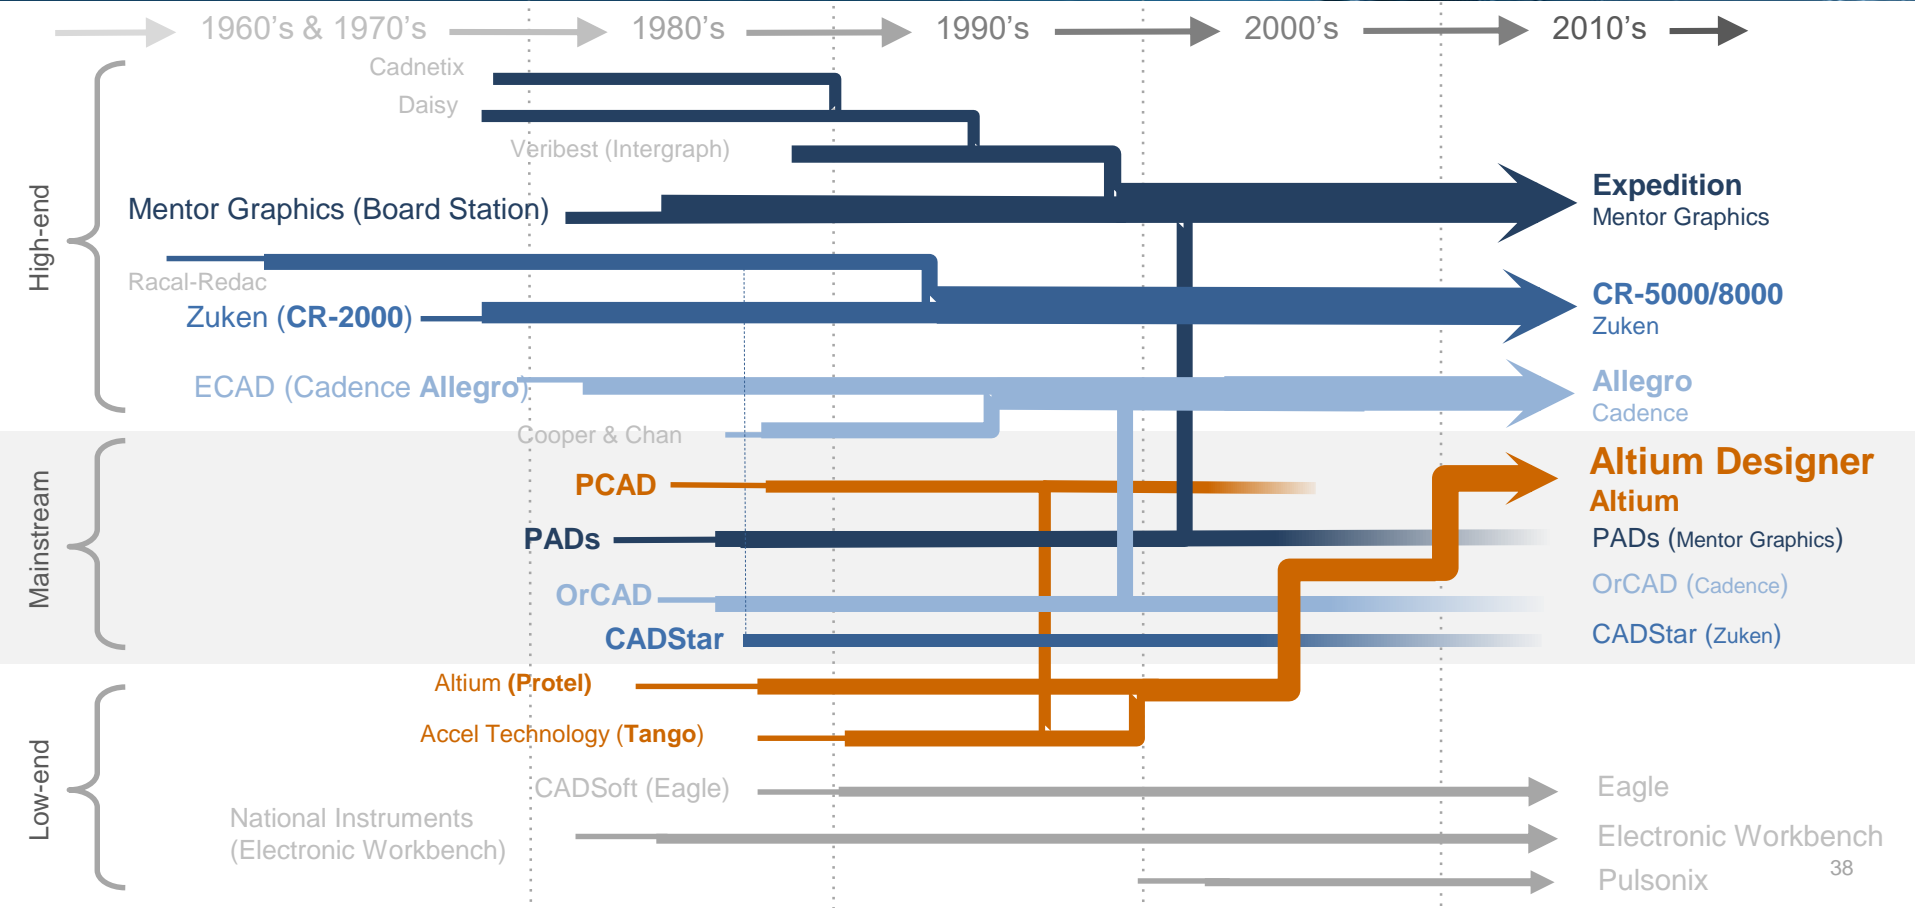 1960's & 1970's
1980's
1990's
2000's
2010's
High-end
Cadnetix
Daisy
Veribest (Intergraph)
Mentor Graphics (Board Station)
Expedition
Mentor Graphics
Racal-Redac
Zuken (CR-2000)
CR-5000/8000
Zuken
ECAD (Cadence Allegro)
Allegro
Cadence
Cooper & Chan
Mainstream
PCAD
Altium Designer
Altium
PADs
PADs (Mentor Graphics)
OrCAD
OrCAD (Cadence)
CADStar
CADStar (Zuken)
Low-end
Altium (Protel)
Accel Technology (Tango)
CADSoft (Eagle)
Eagle
National Instruments
(Electronic Workbench)
Electronic Workbench
Pulsonix
38